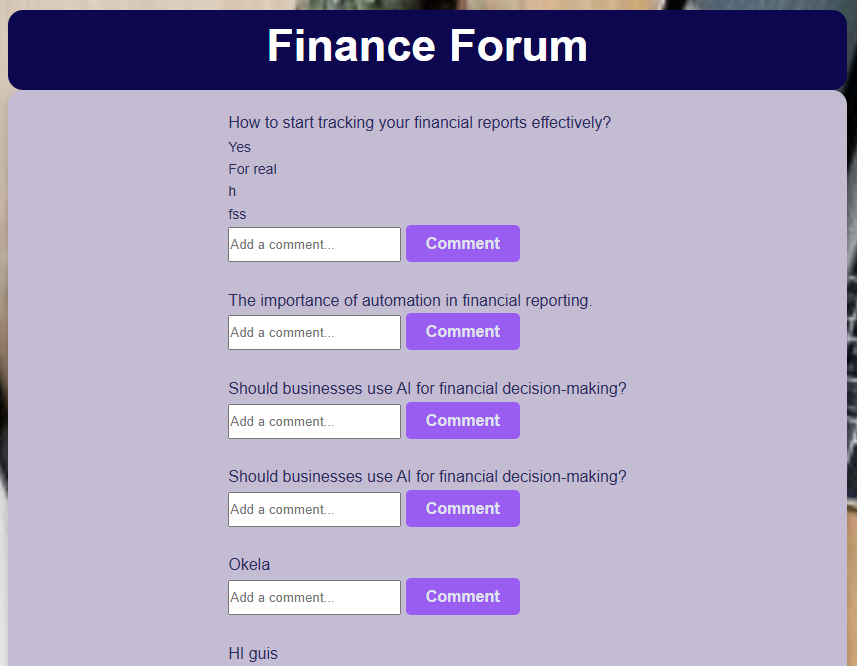 Finance Forum
How to start tracking your financial reports effectively?
Yes
For real
h
fss
Add a comment... Comment
The importance of automation in financial reporting.
Add a comment... Comment
Should businesses use AI for financial decision-making?
Add a comment... Comment
Should businesses use AI for financial decision-making?
Add a comment... Comment
Okela
Add a comment... Comment
HI guis